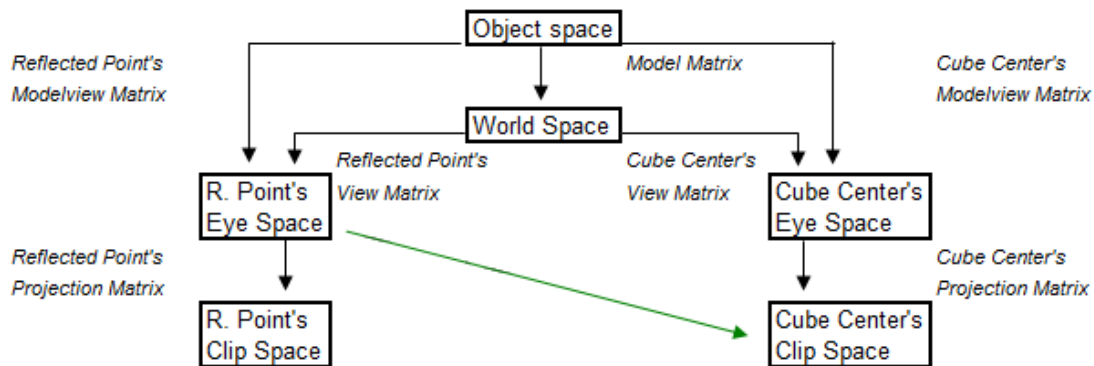 Object space
Reflected Point's
Modelview Matrix
Model Matrix
Cube Center's
Modelview Matrix
World Space
Reflected Point's
View Matrix
Cube Center's
View Matrix
R. Point's
Eye Space
Cube Center's
Eye Space
Reflected Point's
Projection Matrix
Cube Center's
Projection Matrix
R. Point's
Clip Space
Cube Center's
Clip Space